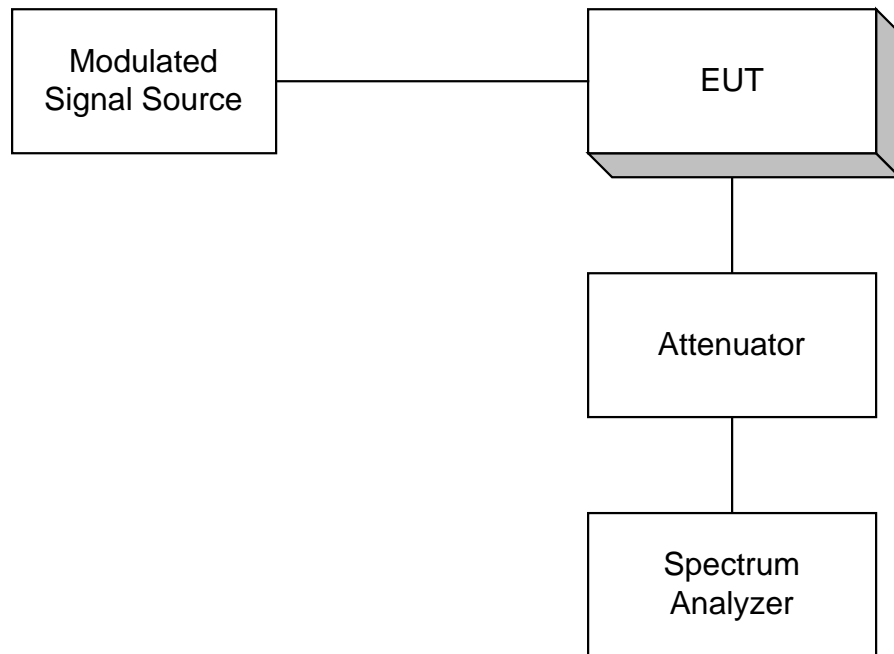 Modulated
Signal Source
EUT
Attenuator
Spectrum
Analyzer